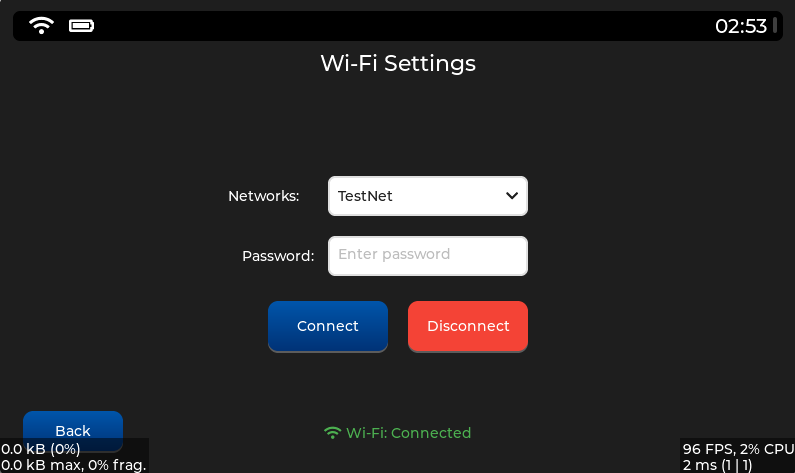 02:53
Wi-Fi Settings
Networks:
TestNet
Password:
Enter password
Connect
Disconnect
Back
Wi-Fi: Connected
0.0 kB (0%)
0.0 kB max, 0% frag.
96 FPS, 2% CPU
2 ms (1 | 1)